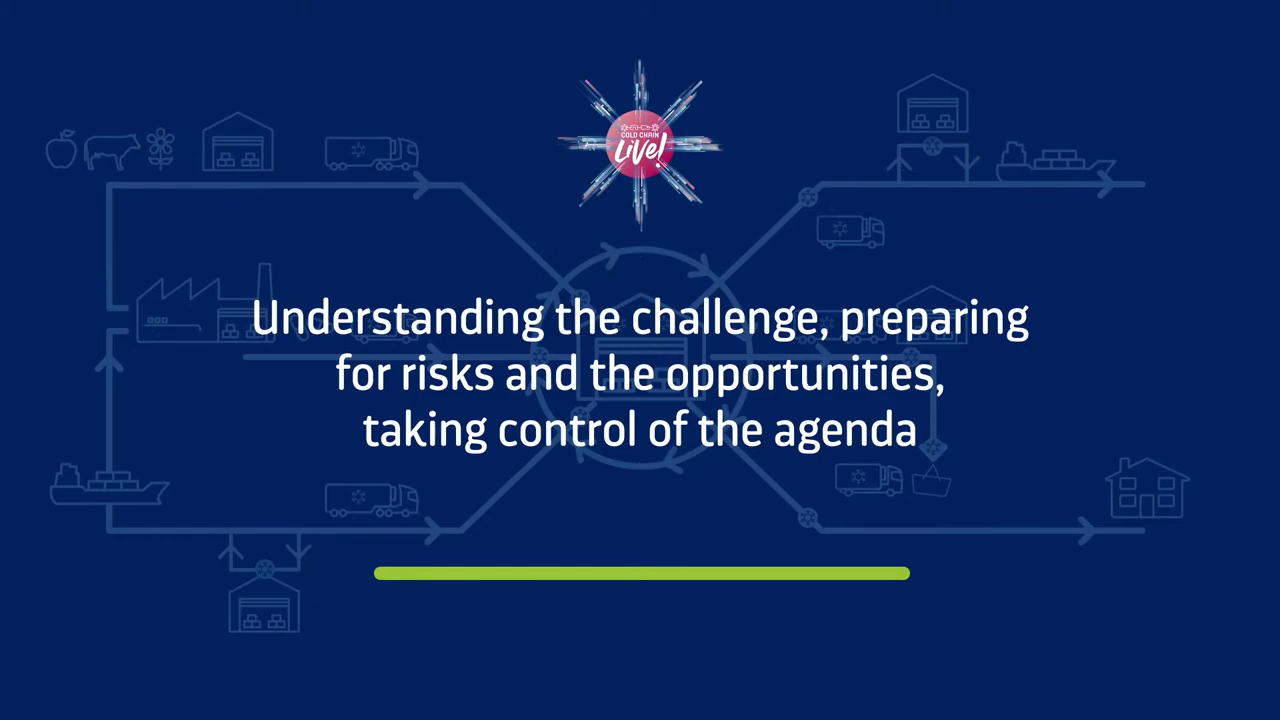 COLD CHAIN
LiVe!
Understanding the challenge, preparing
for risks and the opportunities,
taking control of the agenda